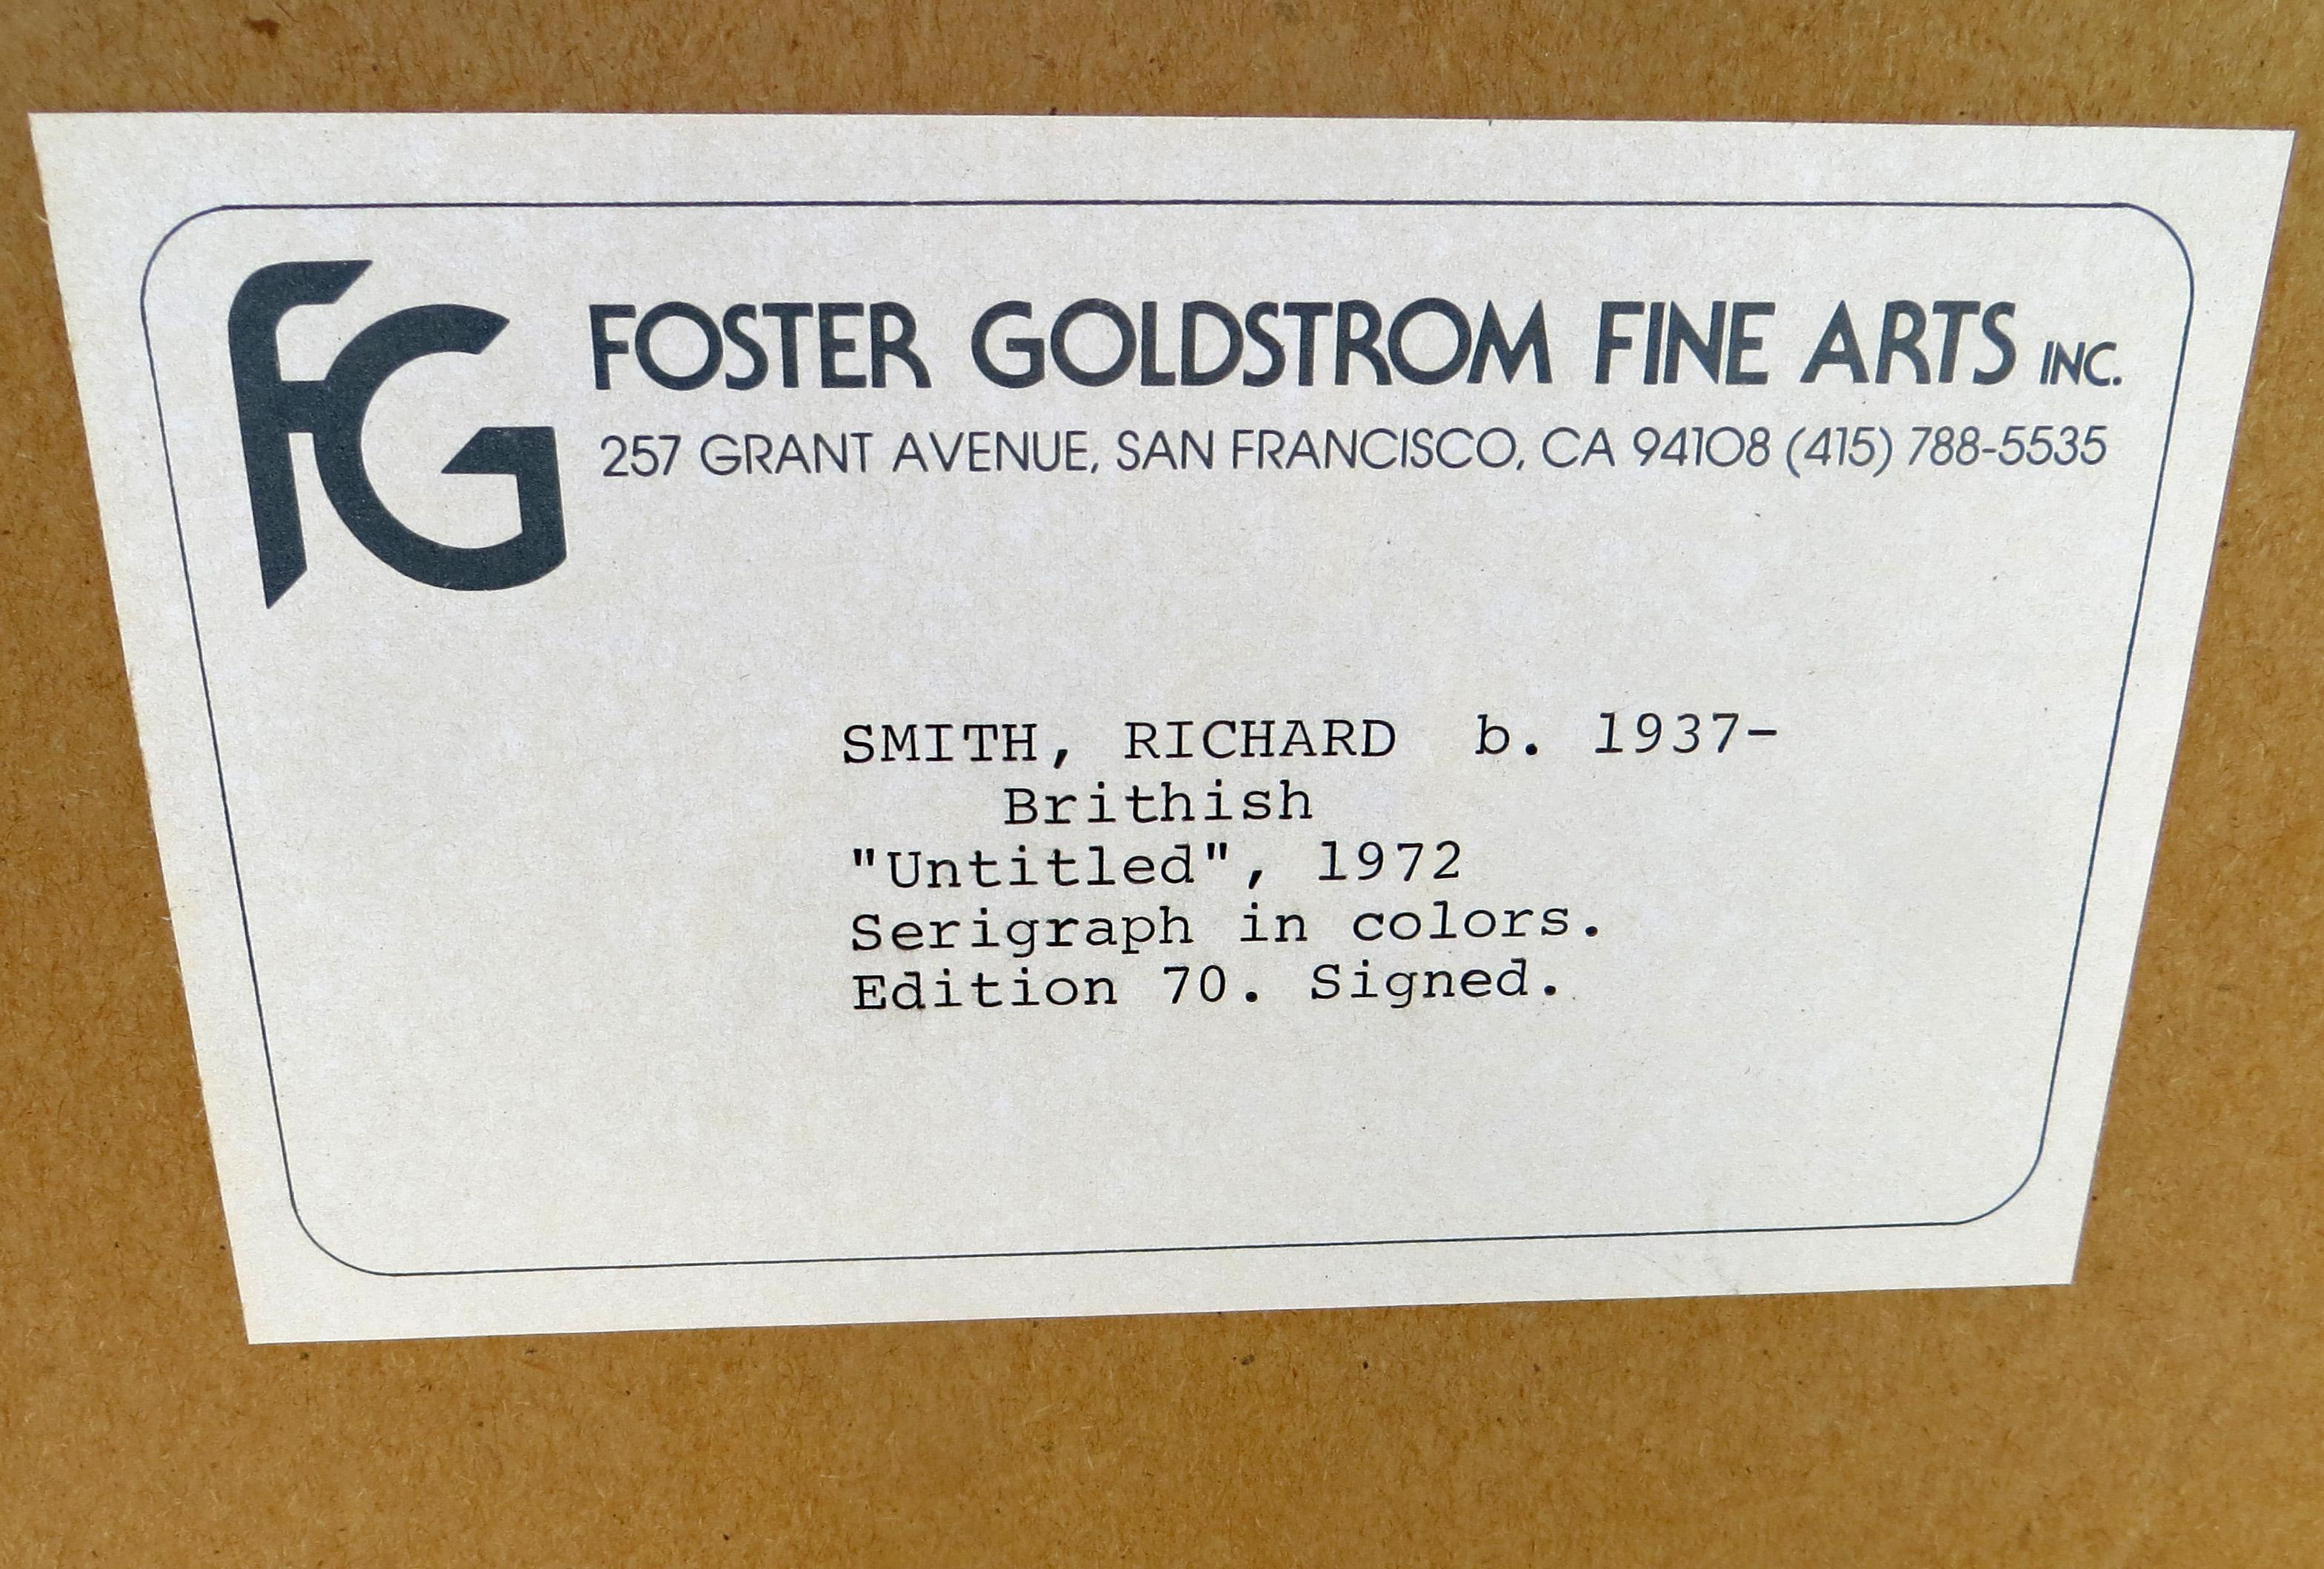 FG
FOSTER GOLDSTROM FINE ARTS INC.
257 GRANT AVENUE, SAN FRANCISCO, CA 94108 (415) 788-5535
SMITH, RICHARD b. 1937-
Brithish
"Untitled", 1972
Serigraph in colors.
Edition 70. Signed.